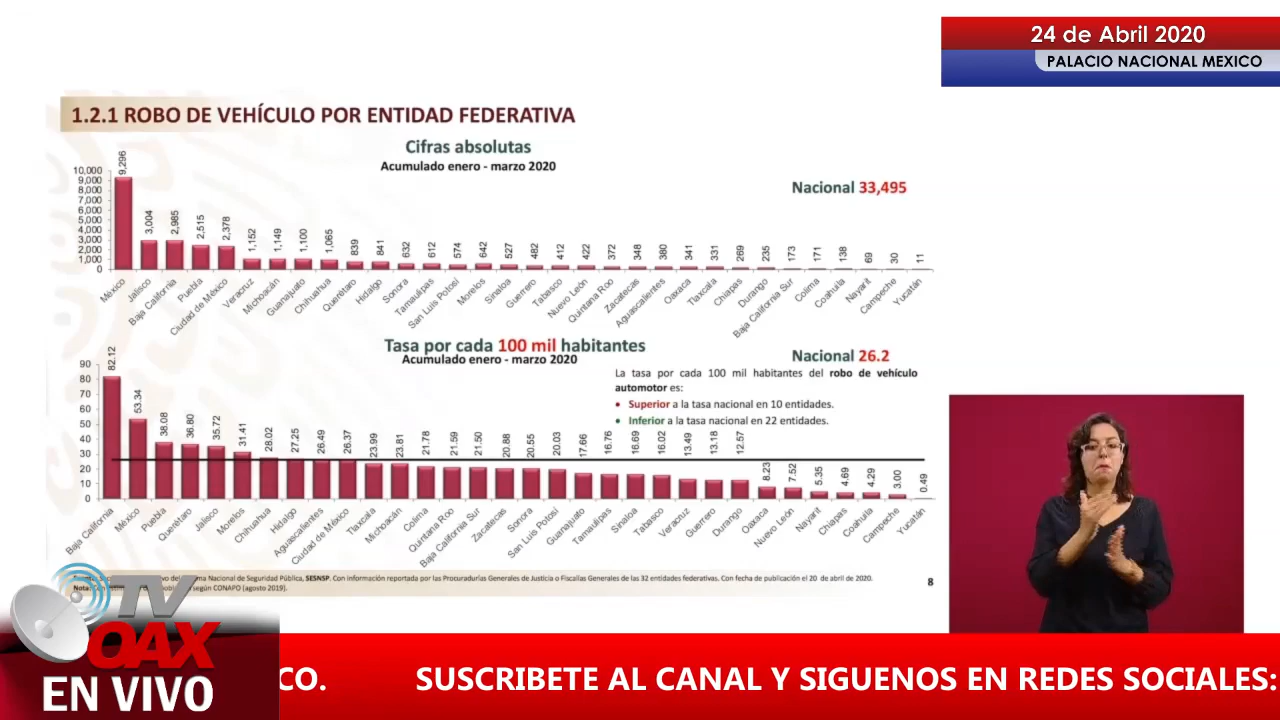 24 de Abril 2020
PALACIO NACIONAL MEXICO
1.2.1 ROBO DE VEHÍCULO POR ENTIDAD FEDERATIVA
Cifras absolutas
Acumulado enero - marzo 2020
Nacional 33,495
10,000
9,000
8,000
7,000
6,000
5,000
4,000
3,000
2,000
1,000
0
9,296 3,004 2,985 2,515 2,378 1,152 1,149 1,100 1,065 839 841 632 612 574 642 527 482 412 422 372 348 380 341 331 269 235 173 171 138 69 30 11
México Jalisco Baja California Puebla Ciudad de México Veracruz Michoacán Guanajuato Chihuahua Querétaro Hidalgo Sonora Tamaulipas San Luis Potosí Morelos Sinaloa Guerrero Tabasco Nuevo León Quintana Roo Zacatecas Aguascalientes Oaxaca Tlaxcala Chiapas Durango Baja California Sur Colima Coahuila Nayarit Campeche Yucatán
Tasa por cada 100 mil habitantes
Acumulado enero - marzo 2020
Nacional 26.2
La tasa por cada 100 mil habitantes del robo de vehículo
automotor es:
• Superior a la tasa nacional en 10 entidades.
• Inferior a la tasa nacional en 22 entidades.
90
80
70
60
50
40
30
20
10
0
82.12 53.34 38.08 36.80 35.72 31.41 28.02 27.25 26.49 26.37 23.99 23.81 21.78 21.59 21.50 20.88 20.55 20.03 17.66 16.76 16.69 16.02 13.49 13.18 12.57 8.23 7.52 5.35 4.69 4.29 3.00 0.49
Baja California México Puebla Querétaro Jalisco Morelos Chihuahua Hidalgo Aguascalientes Ciudad de México Tlaxcala Michoacán Colima Quintana Roo Baja California Su Zacatecas Sonora San Luis Potosí Guanajuato Tamaulipas Sinaloa Tabasco Veracruz Guerrero Durango Oaxaca Nuevo León Nayarit Chiapas Coahuila Campeche Yucatán
Nacional de Seguridad Pública, SESNSP. Con información reportada por las Procuradurías Generales de Justicia o Fiscalías Generales de las 32 entidades federativas. Con fecha de publicación el 20 de abril de 2020.
según CONAPO (agosto 2019).
8
TV
OAX
EN VIVO
CO. SUSCRIBETE AL CANAL Y SIGUENOS EN REDES SOCIALES: